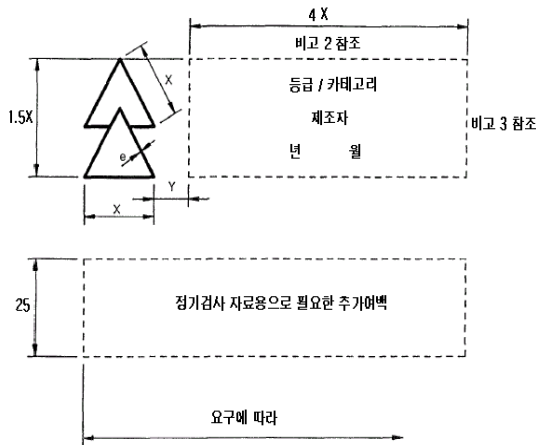 4 X
비고 2 참조
등급 / 카테고리
제조자
년 월
비고 3 참조
1.5X
X
e
X
Y
25
정기검사 자료용으로 필요한 추가여백
요구에 따라